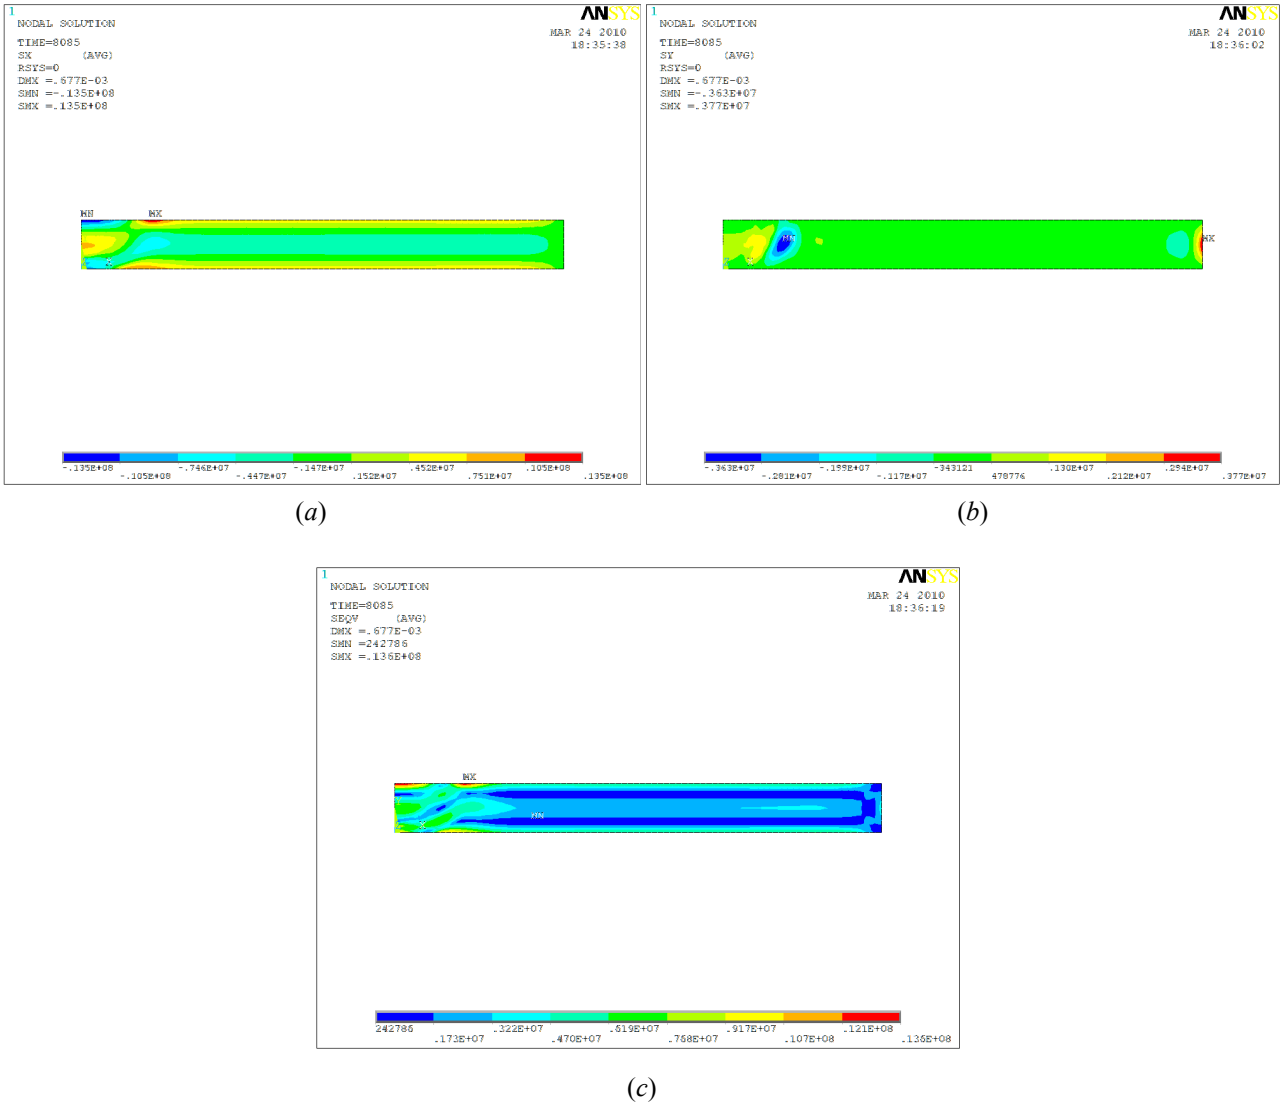 1
ANSYS
NODAL SOLUTION
MAR 24 2010
18:35:38
TIME=8085
SX (AVG)
RSYS=0
DMX =.677E-03
SMN =-.135E+08
SMX =.135E+08
MN MX
-.135E+08 -.746E+07 -.147E+07 .452E+07 .105E+08
-.105E+08 -.447E+07 .152E+07 .751E+07 .135E+08
(a)
1
ANSYS
NODAL SOLUTION
MAR 24 2010
18:36:02
TIME=8085
SY (AVG)
RSYS=0
DMX =.677E-03
SMN =-.363E+07
SMX =.377E+07
MN MX
-.363E+07 -.199E+07 -343121 .130E+07 .294E+07
-.281E+07 -.117E+07 478776 .212E+07 .377E+07
(b)
1
ANSYS
NODAL SOLUTION
MAR 24 2010
18:36:19
TIME=8085
SEQV (AVG)
DMX =.677E-03
SMN =242786
SMX =.136E+08
MX
MN
242786 .322E+07 .619E+07 .917E+07 .121E+08
.173E+07 .470E+07 .768E+07 .107E+08 .136E+08
(c)